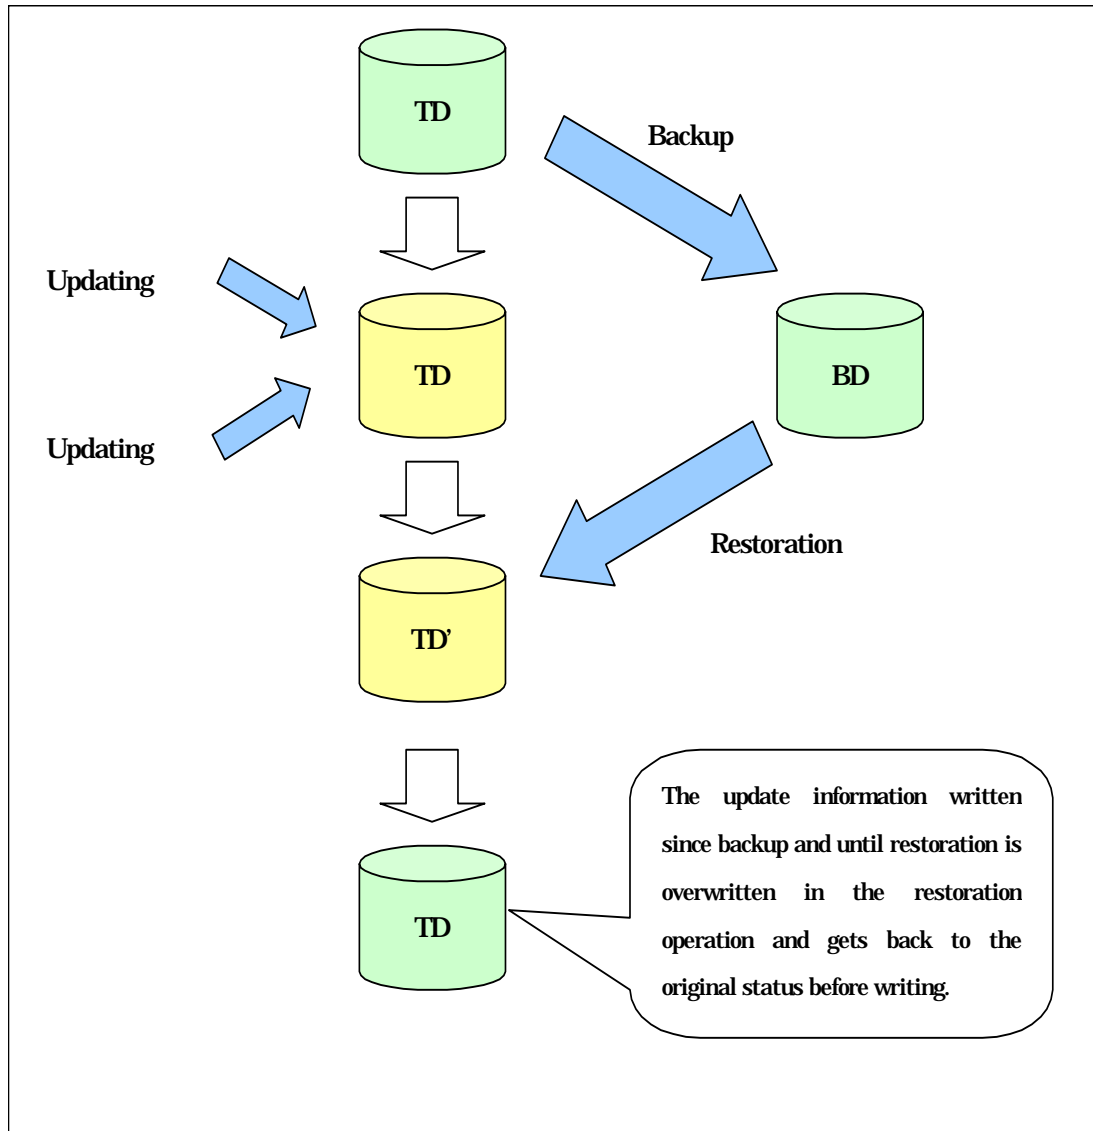 TD
Backup
Updating
TD
BD
Updating
Restoration
TD'
The update information written
since backup and until restoration is
overwritten in the restoration
operation and gets back to the
original status before writing.
TD